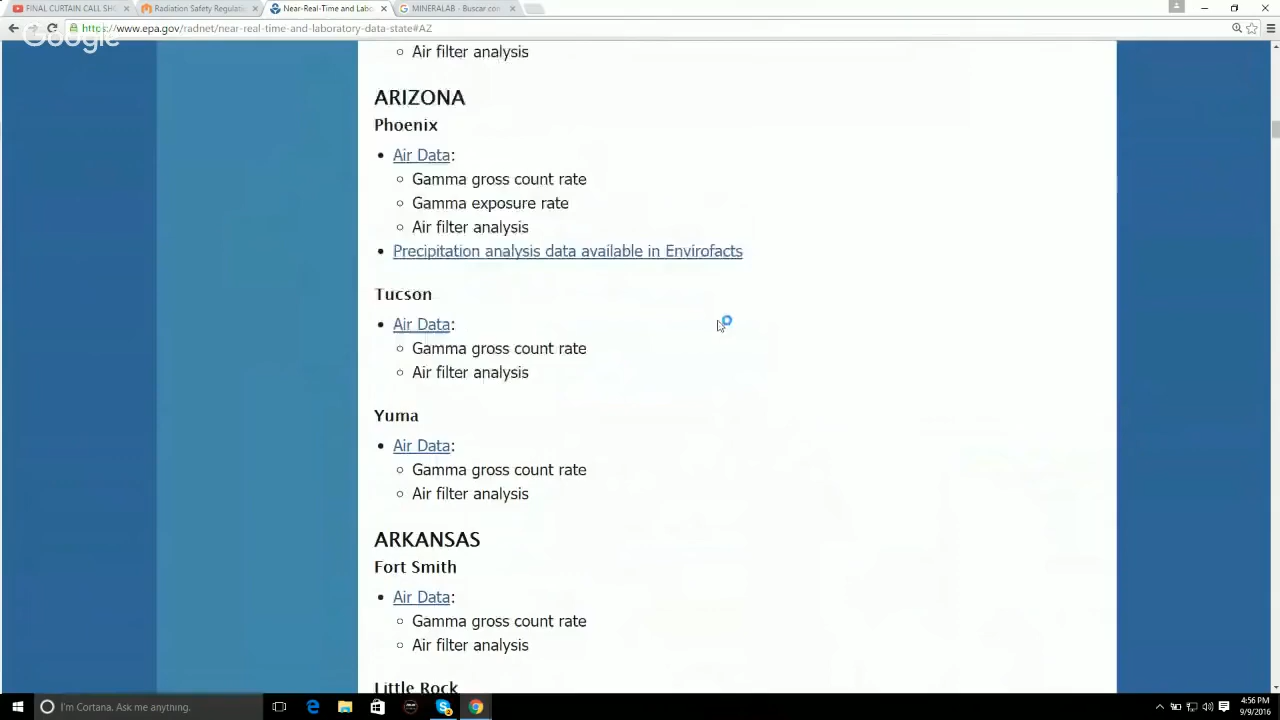 FINAL CURTAIN CALL SH
Radiation Safety Regulati
Near-Real-Time and Labo
MINERALAB - Buscar con
https://www.epa.gov/radnet/near-real-time-and-laboratory-data-state#AZ
Google
Air filter analysis
ARIZONA
Phoenix
Air Data:
Gamma gross count rate
Gamma exposure rate
Air filter analysis
Precipitation analysis data available in Envirofacts
Tucson
Air Data:
Gamma gross count rate
Air filter analysis
Yuma
Air Data:
Gamma gross count rate
Air filter analysis
ARKANSAS
Fort Smith
Air Data:
Gamma gross count rate
Air filter analysis
Little Rock
I'm Cortana. Ask me anything.
4:56 PM
9/9/2016